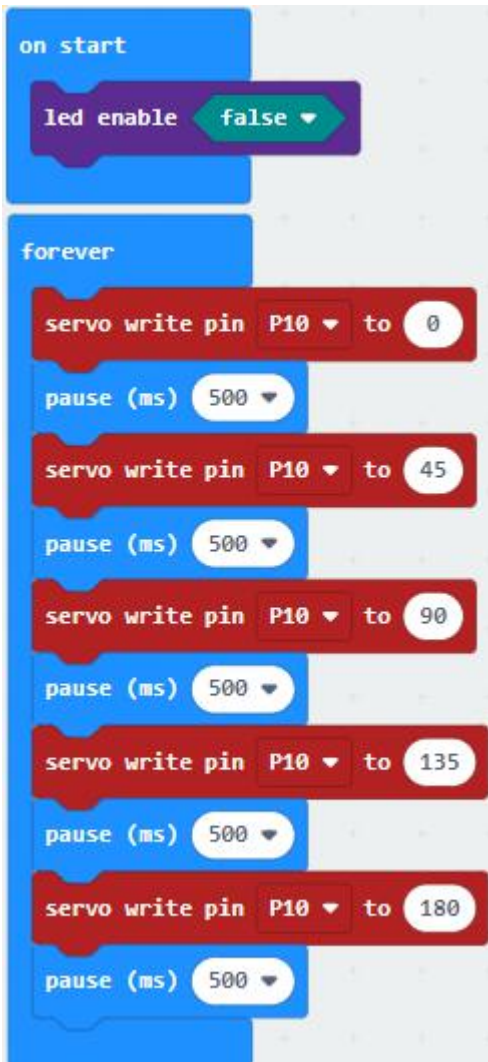 on start
led enable false
forever
servo write pin P10 to 0
pause (ms) 500
servo write pin P10 to 45
pause (ms) 500
servo write pin P10 to 90
pause (ms) 500
servo write pin P10 to 135
pause (ms) 500
servo write pin P10 to 180
pause (ms) 500